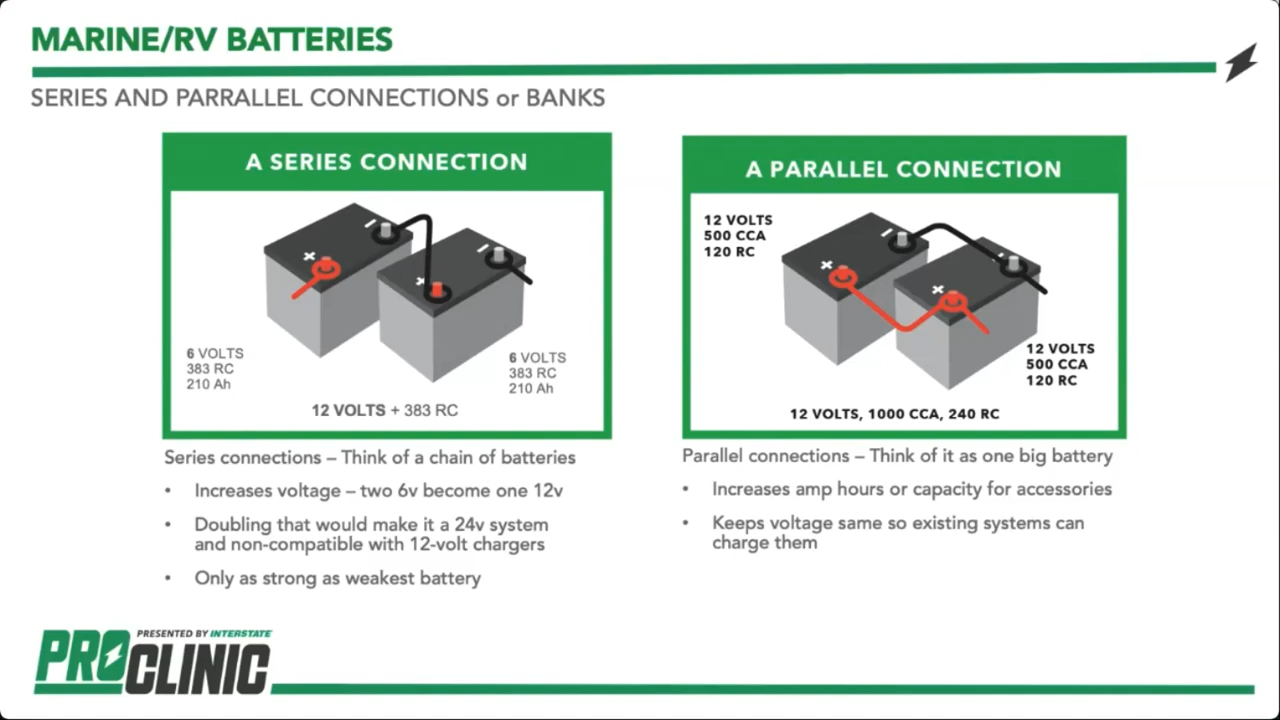 MARINE/RV BATTERIES
SERIES AND PARRALLEL CONNECTIONS or BANKS
A SERIES CONNECTION
+
−
+
−
6 VOLTS
383 RC
210 Ah
6 VOLTS
383 RC
210 Ah
12 VOLTS + 383 RC
Series connections – Think of a chain of batteries
• Increases voltage – two 6v become one 12v
• Doubling that would make it a 24v system
and non-compatible with 12-volt chargers
• Only as strong as weakest battery
A PARALLEL CONNECTION
12 VOLTS
500 CCA
120 RC
+
−
+
−
12 VOLTS
500 CCA
120 RC
12 VOLTS, 1000 CCA, 240 RC
Parallel connections – Think of it as one big battery
• Increases amp hours or capacity for accessories
• Keeps voltage same so existing systems can
charge them
PRESENTED BY INTERSTATE
PRO CLINIC